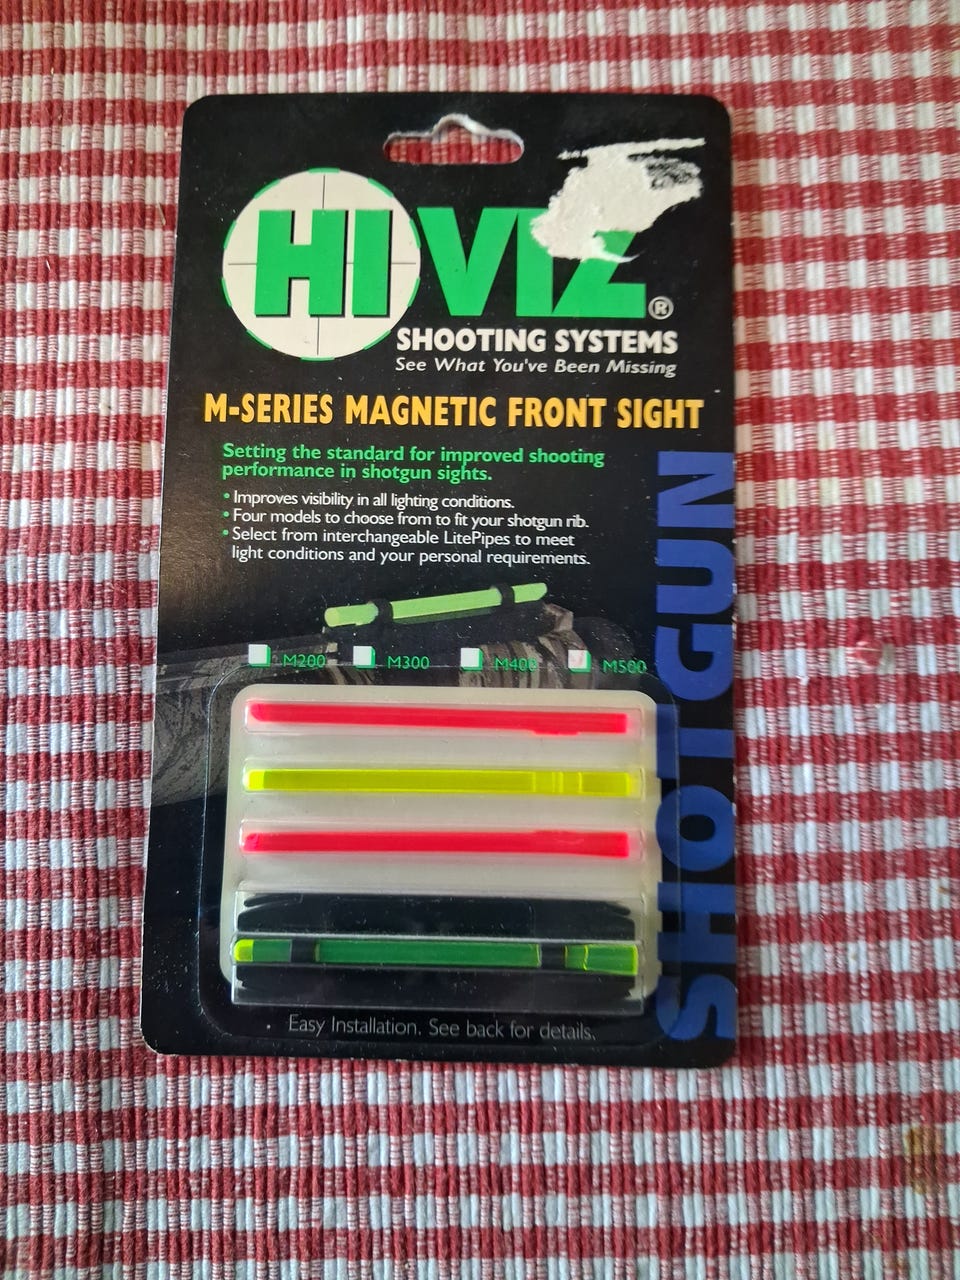 HIVIZ®
SHOOTING SYSTEMS
See What You've Been Missing
M-SERIES MAGNETIC FRONT SIGHT
Setting the standard for improved shooting
performance in shotgun sights.
• Improves visibility in all lighting conditions.
• Four models to choose from to fit your shotgun rib.
• Select from interchangeable LitePipes to meet
light conditions and your personal requirements.
M200 M300 M400 M500
SHOTGUN
Easy Installation. See back for details.